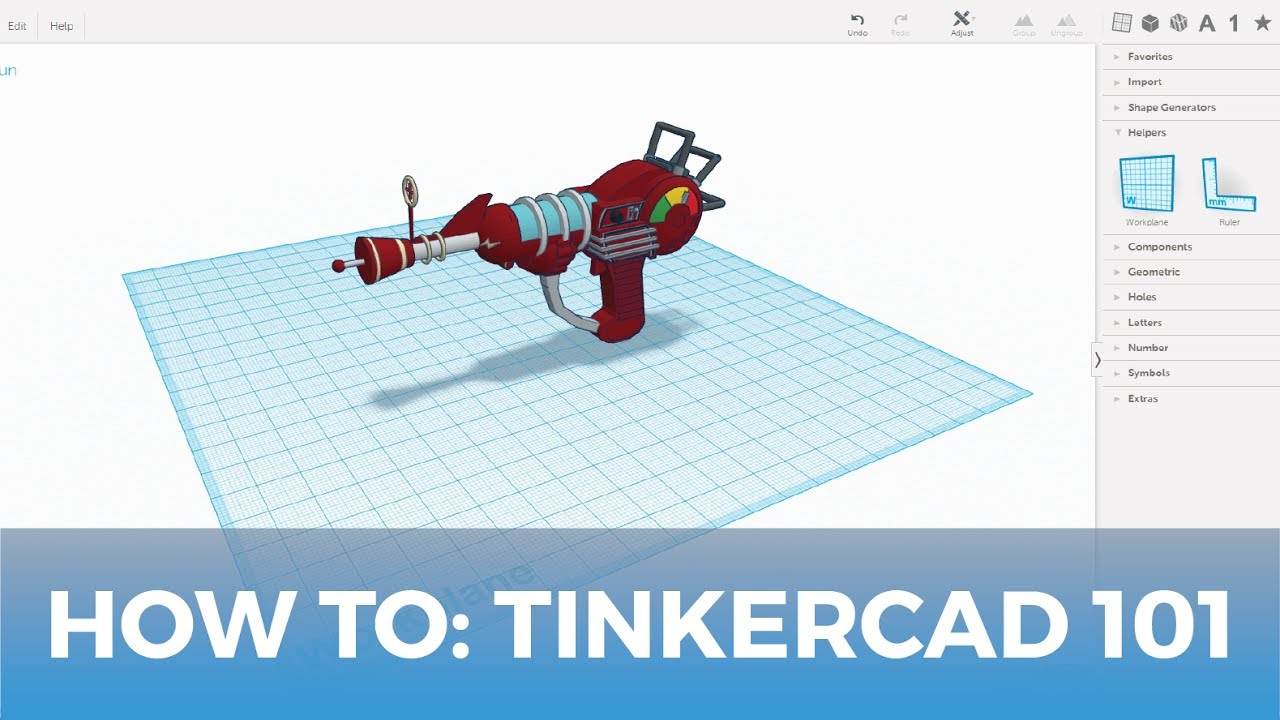 Edit
Help
Undo
Redo
Adjust
Group
Ungroup
A
1
un
Favorites
Import
Shape Generators
Helpers
W
mm
Workplane
Ruler
Components
Geometric
Holes
Letters
Number
Symbols
Extras
HOW TO: TINKERCAD 101